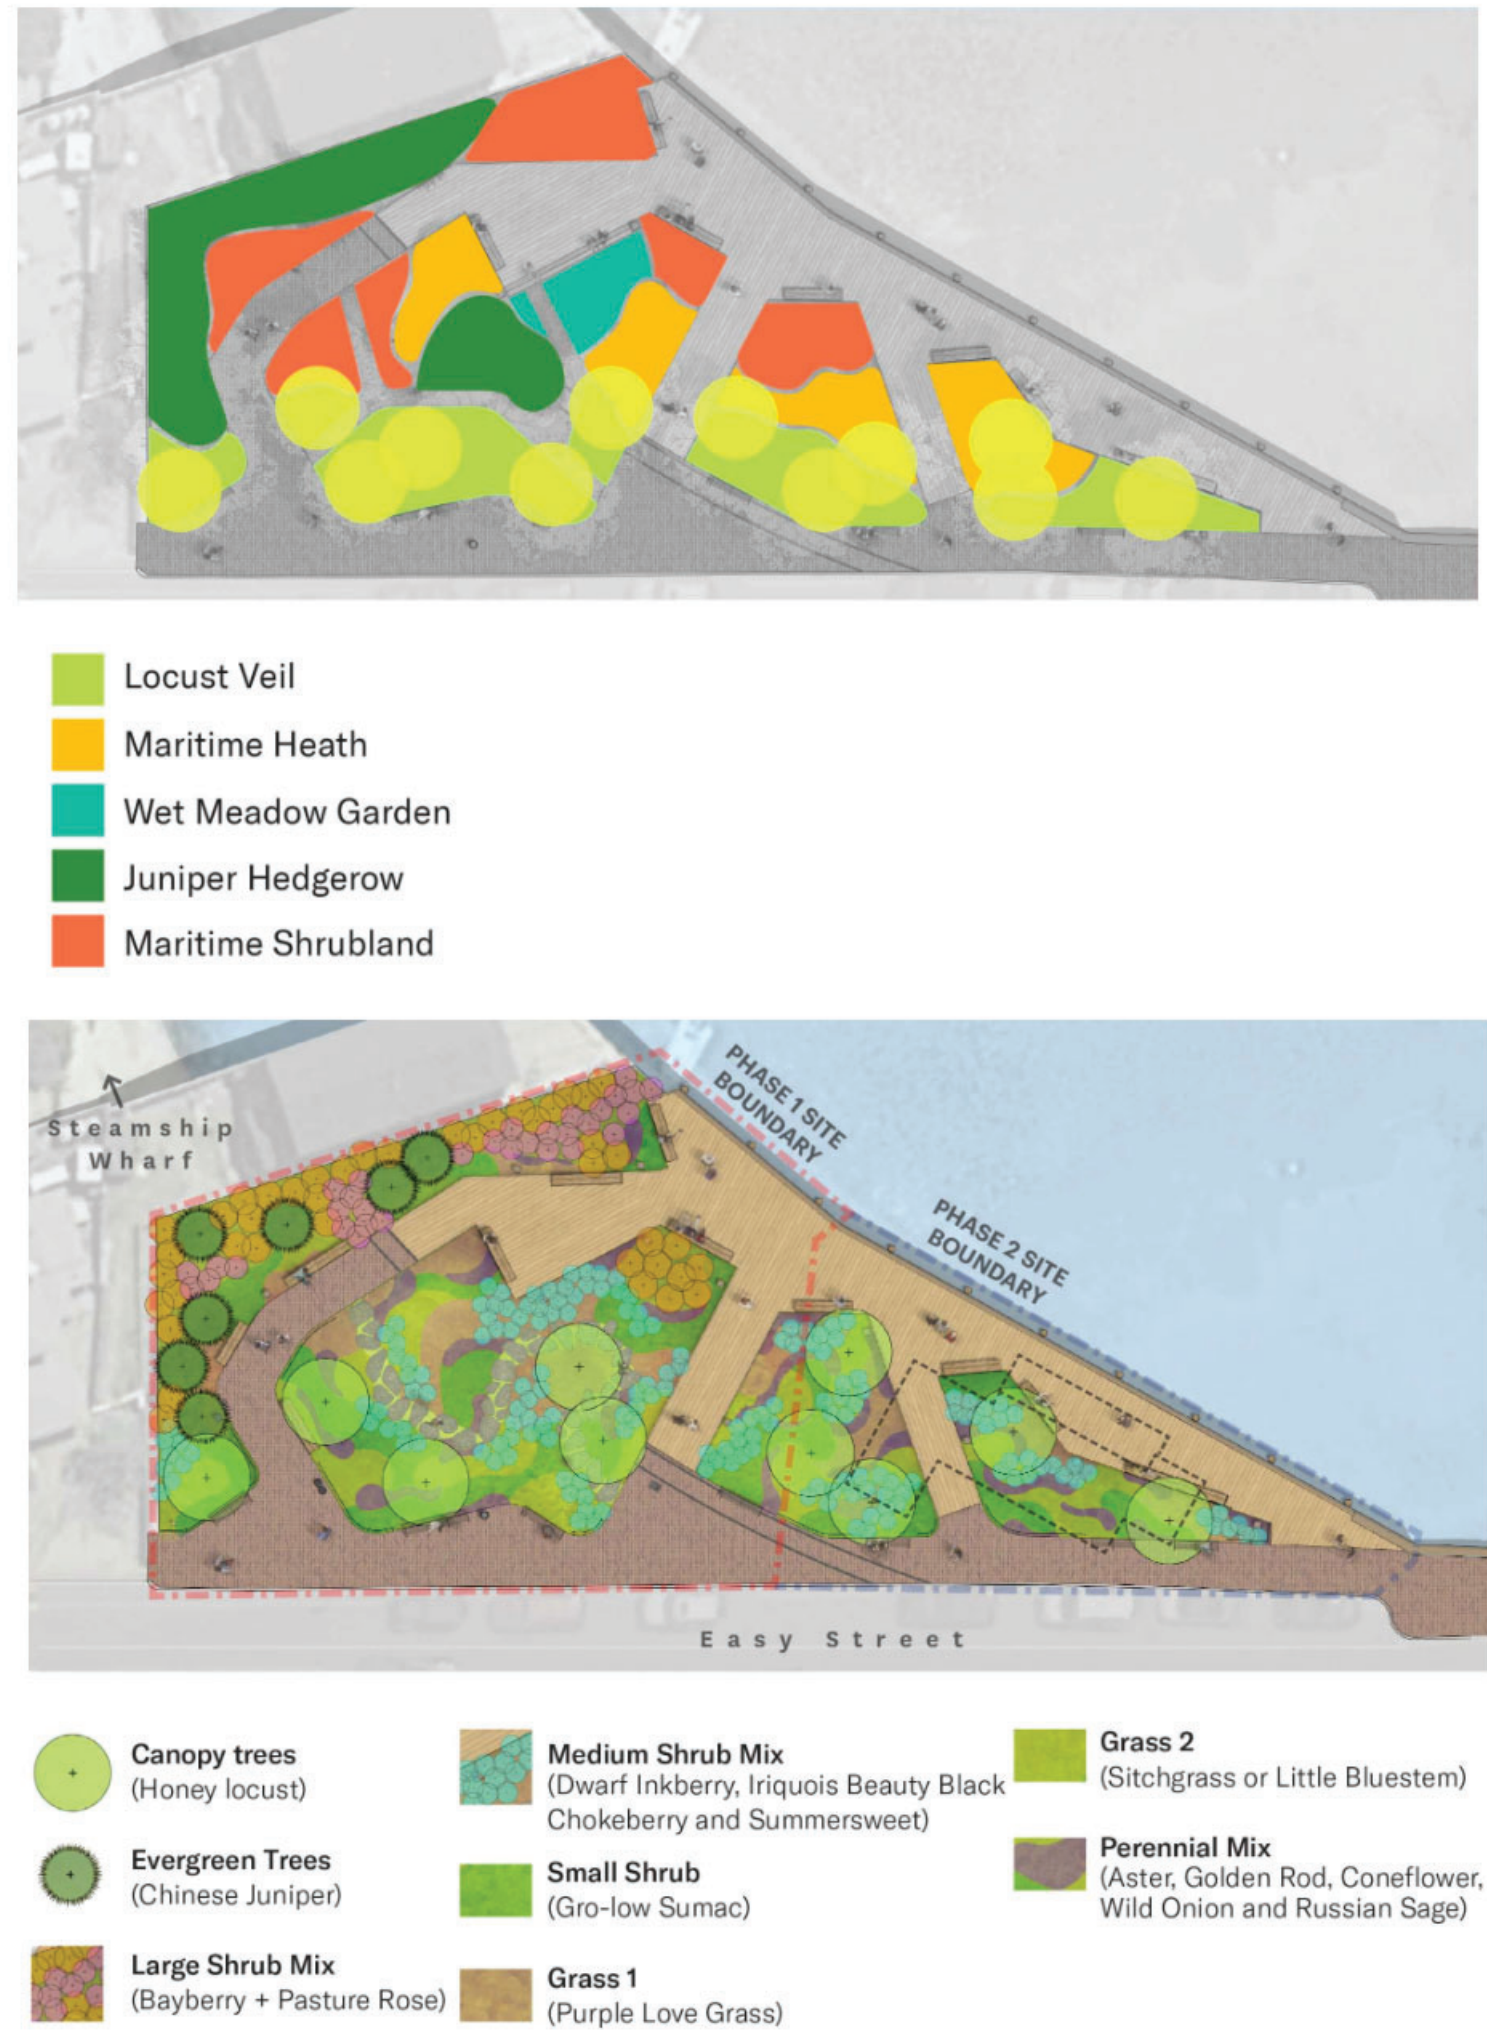 Locust Veil
Maritime Heath
Wet Meadow Garden
Juniper Hedgerow
Maritime Shrubland
Steamship
Wharf
PHASE 1 SITE
BOUNDARY
PHASE 2 SITE
BOUNDARY
Easy Street
Canopy trees
(Honey locust)
Evergreen Trees
(Chinese Juniper)
Large Shrub Mix
(Bayberry + Pasture Rose)
Medium Shrub Mix
(Dwarf Inkberry, Iriquois Beauty Black
Chokeberry and Summersweet)
Small Shrub
(Gro-low Sumac)
Grass 1
(Purple Love Grass)
Grass 2
(Sitchgrass or Little Bluestem)
Perennial Mix
(Aster, Golden Rod, Coneflower,
Wild Onion and Russian Sage)